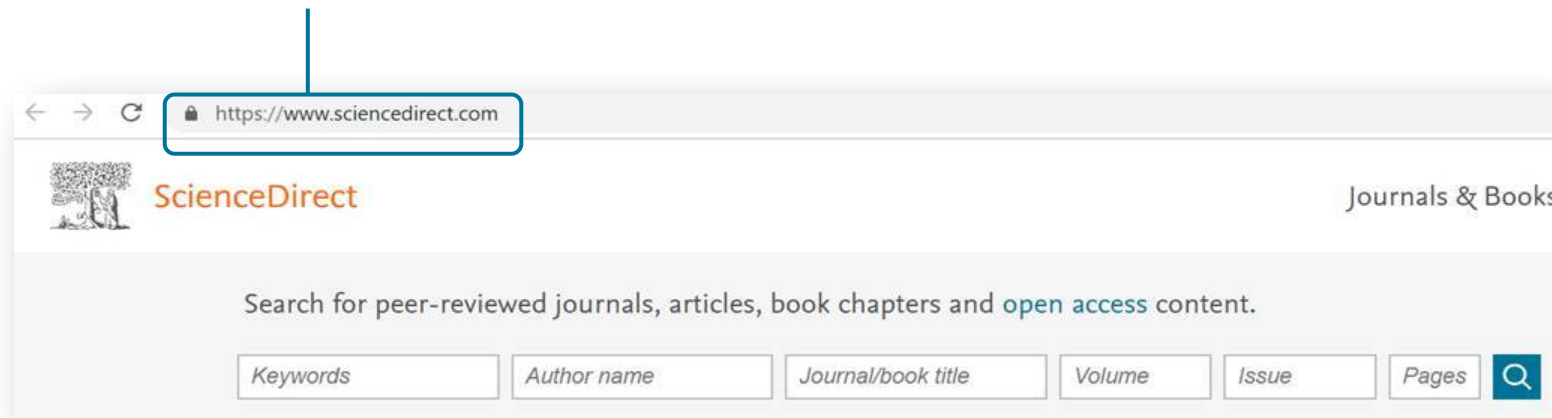 https://www.sciencedirect.com
ScienceDirect
Journals & Books
Search for peer-reviewed journals, articles, book chapters and open access content.
Keywords Author name Journal/book title Volume Issue Pages